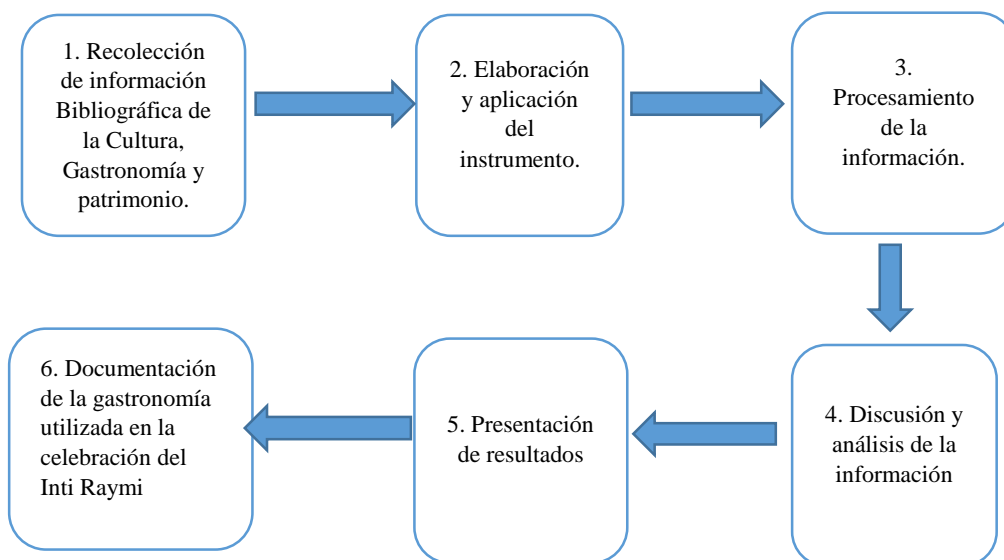 1. Recolección
de información
Bibliográfica de
la Cultura,
Gastronomía y
patrimonio.
2. Elaboración
y aplicación
del
instrumento.
3.
Procesamiento
de la
información.
4. Discusión y
análisis de la
información
5. Presentación
de resultados
6. Documentación
de la gastronomía
utilizada en la
celebración del
Inti Raymi